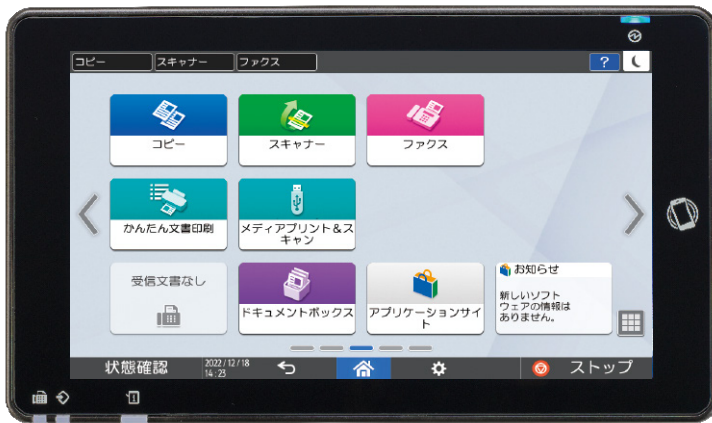 コピー
スキャナー
ファクス
?
コピー
スキャナー
ファクス
かんたん文書印刷
メディアプリント&ス
キャン
受信文書なし
ドキュメントボックス
アプリケーションサイ
ト
お知らせ
新しいソフト
ウェアの情報は
ありません。
状態確認
2022/12/18
14:23
ストップ